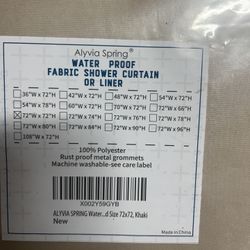 Alyvia Spring®
WATER PROOF
FABRIC SHOWER CURTAIN
OR LINER
36"W x 72"H 42"W x 72"H 48"W x 72"H 54"W x 72"H
54"W x 78"H 60"W x 72"H 70"W x 72"H 72"W x 66"H
72"W x 72"H 72"W x 74"H 72"W x 76"H 72"W x 78"H
72"W x 80"H 72"W x 84"H 72"W x 90"H 72"W x 96"H
108"W x 72"H
100% Polyester
Rust proof metal grommets
Machine washable-see care label
X002Y59GYB
ALYVIA SPRING Water...d Size 72x72, Khaki
New
Made in China